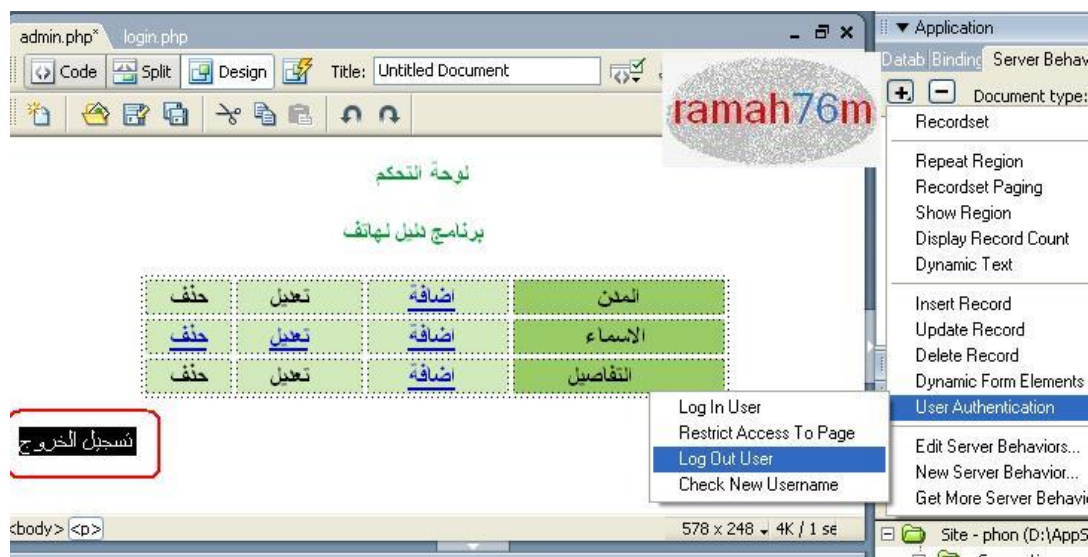 admin.php* login.php
Code Split Design Title: Untitled Document
ramah76m
لوحة التحكم
برنامج دليل لهاتف
المدن اضافة تعديل حذف
الاسماء اضافة تعديل حذف
التفاصيل اضافة تعديل حذف
تسجيل الخروج
<body> <p> 578 x 248 4K / 1 se
Application
Datab Binding Server Behav
Document type:
Recordset
Repeat Region
Recordset Paging
Show Region
Display Record Count
Dynamic Text
Insert Record
Update Record
Delete Record
Dynamic Form Elements
User Authentication
Edit Server Behaviors...
New Server Behavior...
Get More Server Behavi
Log In User
Restrict Access To Page
Log Out User
Check New Username
Site - phon (D:\AppS